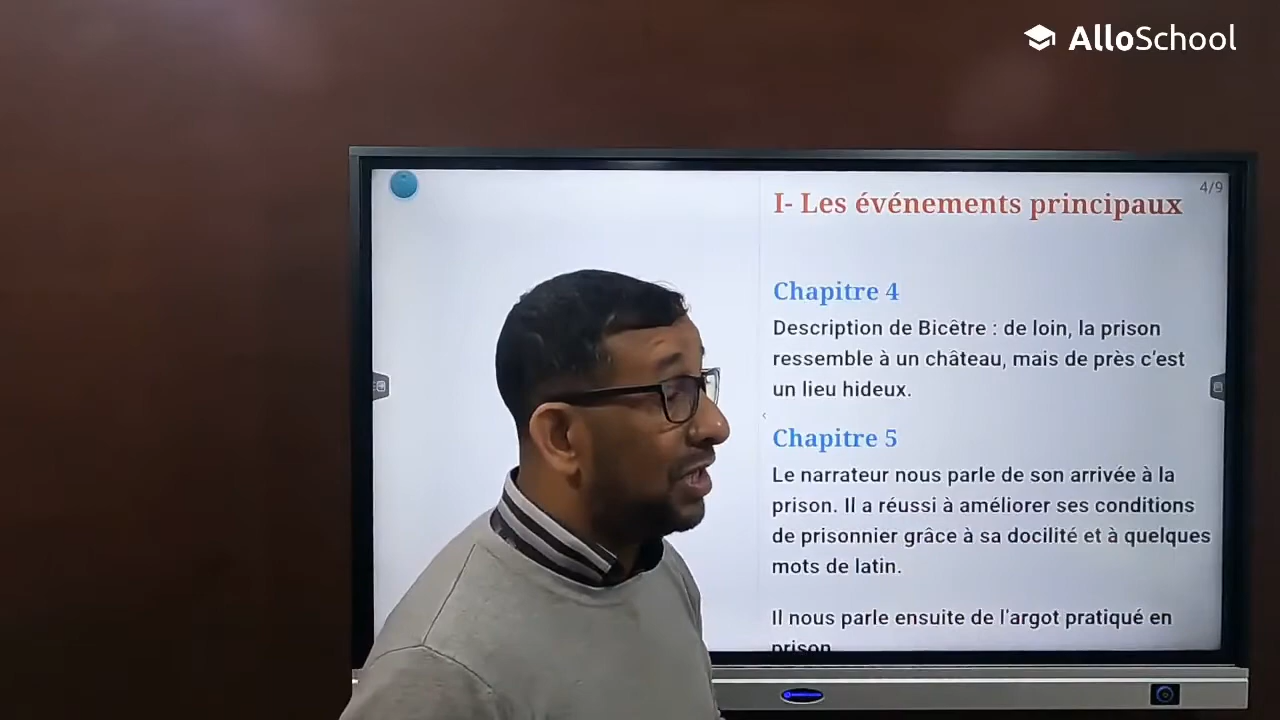 AlloSchool
4/9
I- Les événements principaux
Chapitre 4
Description de Bicêtre : de loin, la prison
ressemble à un château, mais de près c'est
un lieu hideux.
Chapitre 5
Le narrateur nous parle de son arrivée à la
prison. Il a réussi à améliorer ses conditions
de prisonnier grâce à sa docilité et à quelques
mots de latin.
Il nous parle ensuite de l'argot pratiqué en
prison